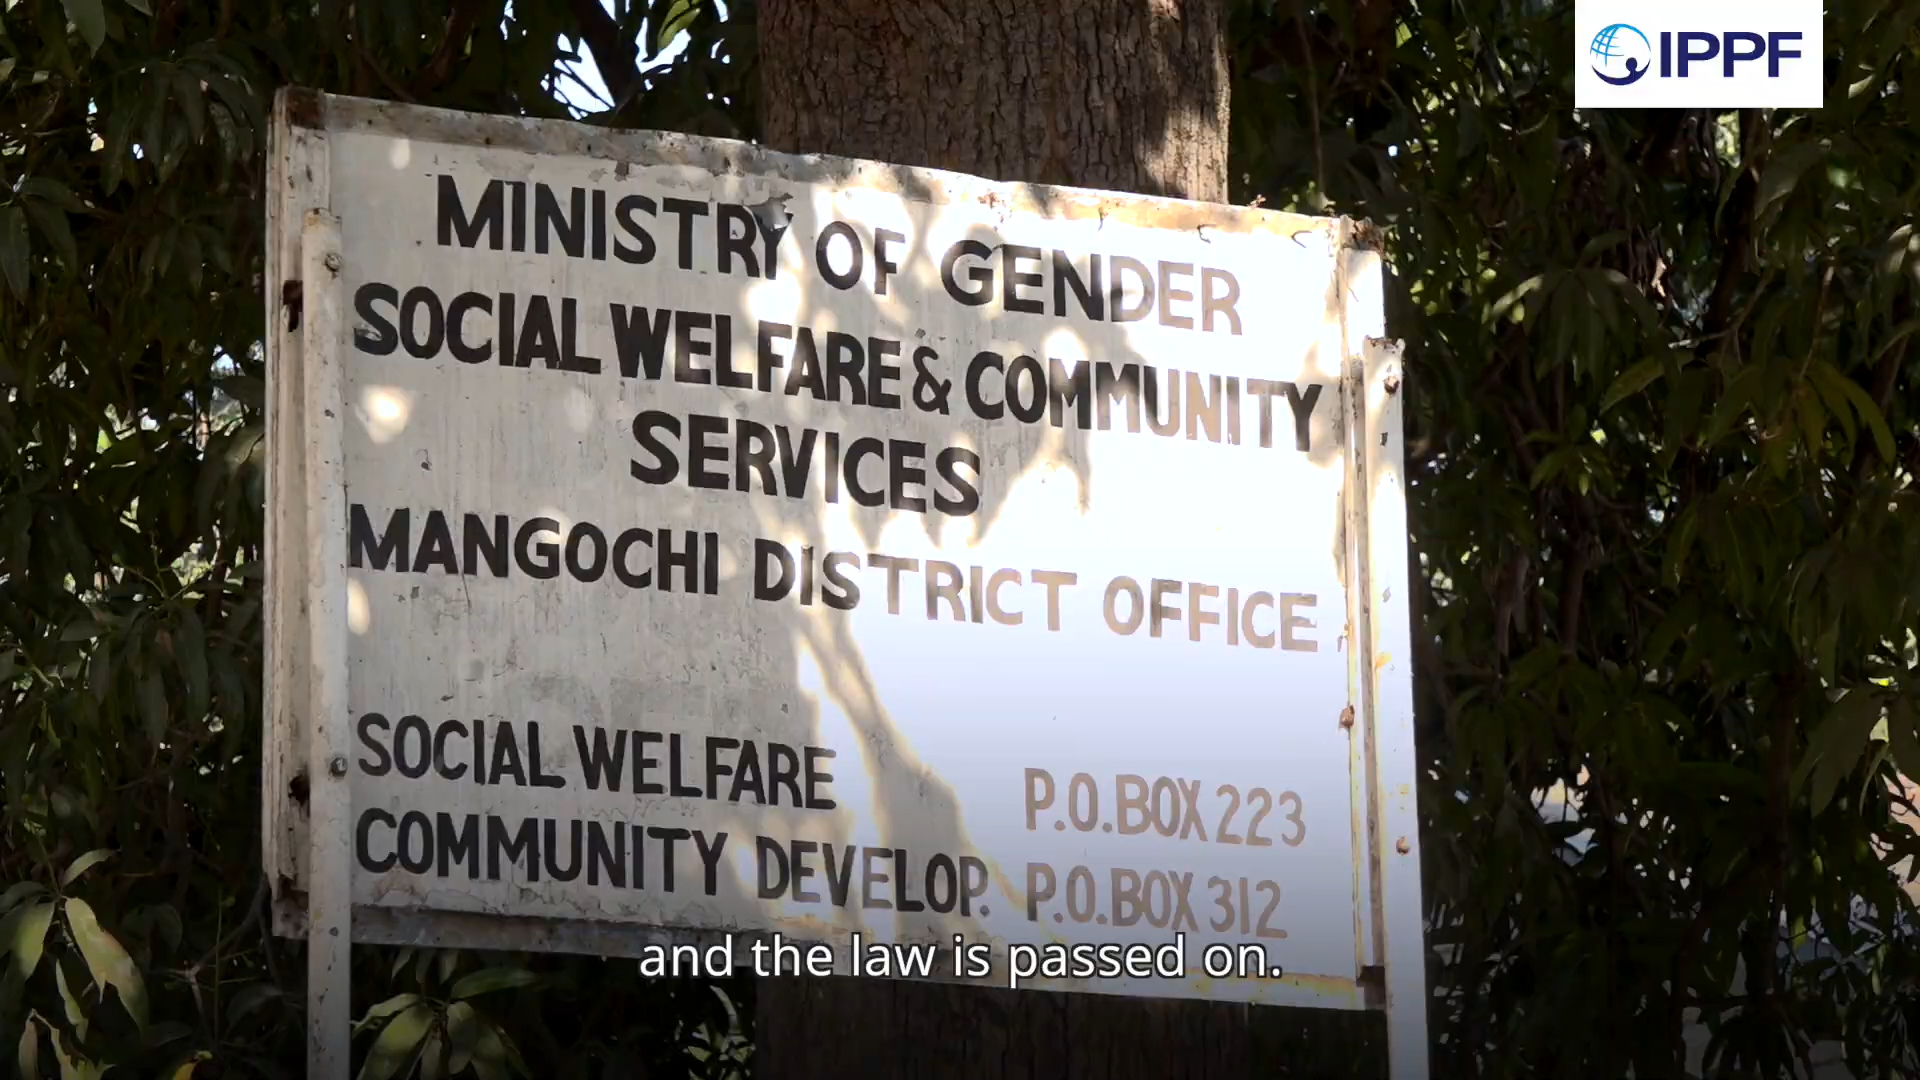 IPPF
MINISTRY OF GENDER
SOCIAL WELFARE & COMMUNITY
SERVICES
MANGOCHI DISTRICT OFFICE
SOCIAL WELFARE P.O.BOX 223
COMMUNITY DEVELOP. P.O.BOX 312
and the law is passed on.